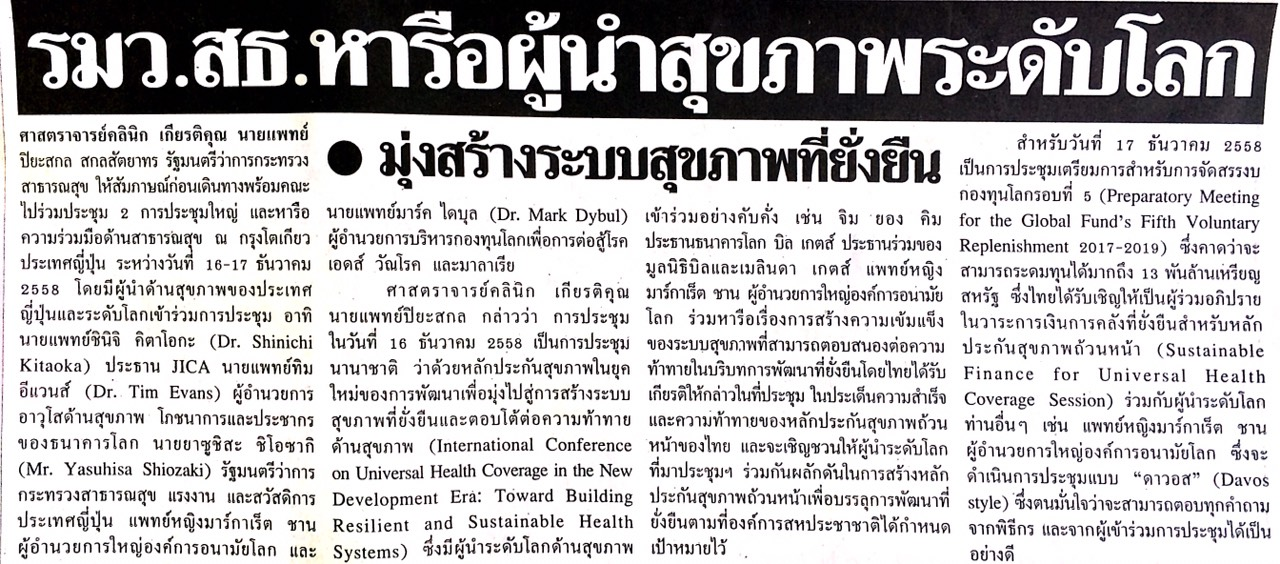 รมว.สธ.หารือผู้นำสุขภาพระดับโลก
● มุ่งสร้างระบบสุขภาพที่ยั่งยืน
ศาสตราจารย์คลินิก เกียรติคุณ นายแพทย์
ปิยะสกล สกลสัตยาทร รัฐมนตรีว่าการกระทรวง
สาธารณสุข ให้สัมภาษณ์ก่อนเดินทางพร้อมคณะ
ไปร่วมประชุม 2 การประชุมใหญ่ และหารือ
ความร่วมมือด้านสาธารณสุข ณ กรุงโตเกียว
ประเทศญี่ปุ่น ระหว่างวันที่ 16-17 ธันวาคม
2558 โดยมีผู้นำด้านสุขภาพของประเทศ
ญี่ปุ่นและระดับโลกเข้าร่วมการประชุม อาทิ
นายแพทย์ชินิจิ คิตาโอกะ (Dr. Shinichi
Kitaoka) ประธาน JICA นายแพทย์ทิม
อีแวนส์ (Dr. Tim Evans) ผู้อำนวยการ
อาวุโสด้านสุขภาพ โภชนาการและประชากร
ของธนาคารโลก นายยาซูชิสะ ชิโอซากิ
(Mr. Yasuhisa Shiozaki) รัฐมนตรีว่าการ
กระทรวงสาธารณสุข แรงงาน และสวัสดิการ
ประเทศญี่ปุ่น แพทย์หญิงมาร์กาเร็ต ชาน
ผู้อำนวยการใหญ่องค์การอนามัยโลก และ
นายแพทย์มาร์ค ไดบุล (Dr. Mark Dybul)
ผู้อำนวยการบริหารกองทุนโลกเพื่อการต่อสู้โรค
เอดส์ วัณโรค และมาลาเรีย
ศาสตราจารย์คลินิก เกียรติคุณ
นายแพทย์ปิยะสกล กล่าวว่า การประชุม
ในวันที่ 16 ธันวาคม 2558 เป็นการประชุม
นานาชาติ ว่าด้วยหลักประกันสุขภาพในยุค
ใหม่ของการพัฒนาเพื่อมุ่งไปสู่การสร้างระบบ
สุขภาพที่ยั่งยืนและตอบโต้ต่อความท้าทาย
ด้านสุขภาพ (International Conference
on Universal Health Coverage in the New
Development Era: Toward Building
Resilient and Sustainable Health
Systems) ซึ่งมีผู้นำระดับโลกด้านสุขภาพ
เข้าร่วมอย่างคับคั่ง เช่น จิม ยอง คิม
ประธานธนาคารโลก บิล เกตส์ ประธานร่วมของ
มูลนิธิบิลและเมลินดา เกตส์ แพทย์หญิง
มาร์กาเร็ต ชาน ผู้อำนวยการใหญ่องค์การอนามัย
โลก ร่วมหารือเรื่องการสร้างความเข้มแข็ง
ของระบบสุขภาพที่สามารถตอบสนองต่อความ
ท้าทายในบริบทการพัฒนาที่ยั่งยืนโดยไทยได้รับ
เกียรติให้กล่าวในที่ประชุม ในประเด็นความสำเร็จ
และความท้าทายของหลักประกันสุขภาพถ้วน
หน้าของไทย และจะเชิญชวนให้ผู้นำระดับโลก
ที่มาประชุมฯ ร่วมกันผลักดันในการสร้างหลัก
ประกันสุขภาพถ้วนหน้าเพื่อบรรลุการพัฒนาที่
ยั่งยืนตามที่องค์การสหประชาชาติได้กำหนด
เป้าหมายไว้
สำหรับวันที่ 17 ธันวาคม 2558
เป็นการประชุมเตรียมการสำหรับการจัดสรรงบ
กองทุนโลกรอบที่ 5 (Preparatory Meeting
for the Global Fund's Fifth Voluntary
Replenishment 2017-2019) ซึ่งคาดว่าจะ
สามารถระดมทุนได้มากถึง 13 พันล้านเหรียญ
สหรัฐ ซึ่งไทยได้รับเชิญให้เป็นผู้ร่วมอภิปราย
ในวาระการเงินการคลังที่ยั่งยืนสำหรับหลัก
ประกันสุขภาพถ้วนหน้า (Sustainable
Finance for Universal Health
Coverage Session) ร่วมกับผู้นำระดับโลก
ท่านอื่นๆ เช่น แพทย์หญิงมาร์กาเร็ต ชาน
ผู้อำนวยการใหญ่องค์การอนามัยโลก ซึ่งจะ
ดำเนินการประชุมแบบ “ดาวอส” (Davos
style) ซึ่งตนมั่นใจว่าจะสามารถตอบทุกคำถาม
จากพิธีกร และจากผู้เข้าร่วมการประชุมได้เป็น
อย่างดี